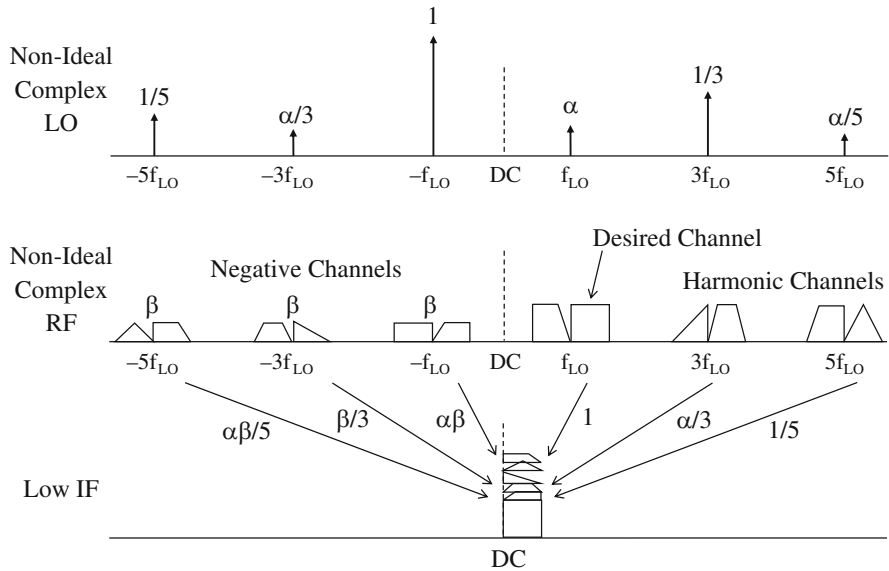 1
Non-Ideal
Complex
LO
1/5
α/3
α
1/3
α/5
–5f_LO –3f_LO –f_LO DC f_LO 3f_LO 5f_LO
Desired Channel
Non-Ideal
Complex
RF
Negative Channels
Harmonic Channels
β β β
–5f_LO –3f_LO –f_LO DC f_LO 3f_LO 5f_LO
αβ/5 β/3 αβ 1 α/3 1/5
Low IF
DC